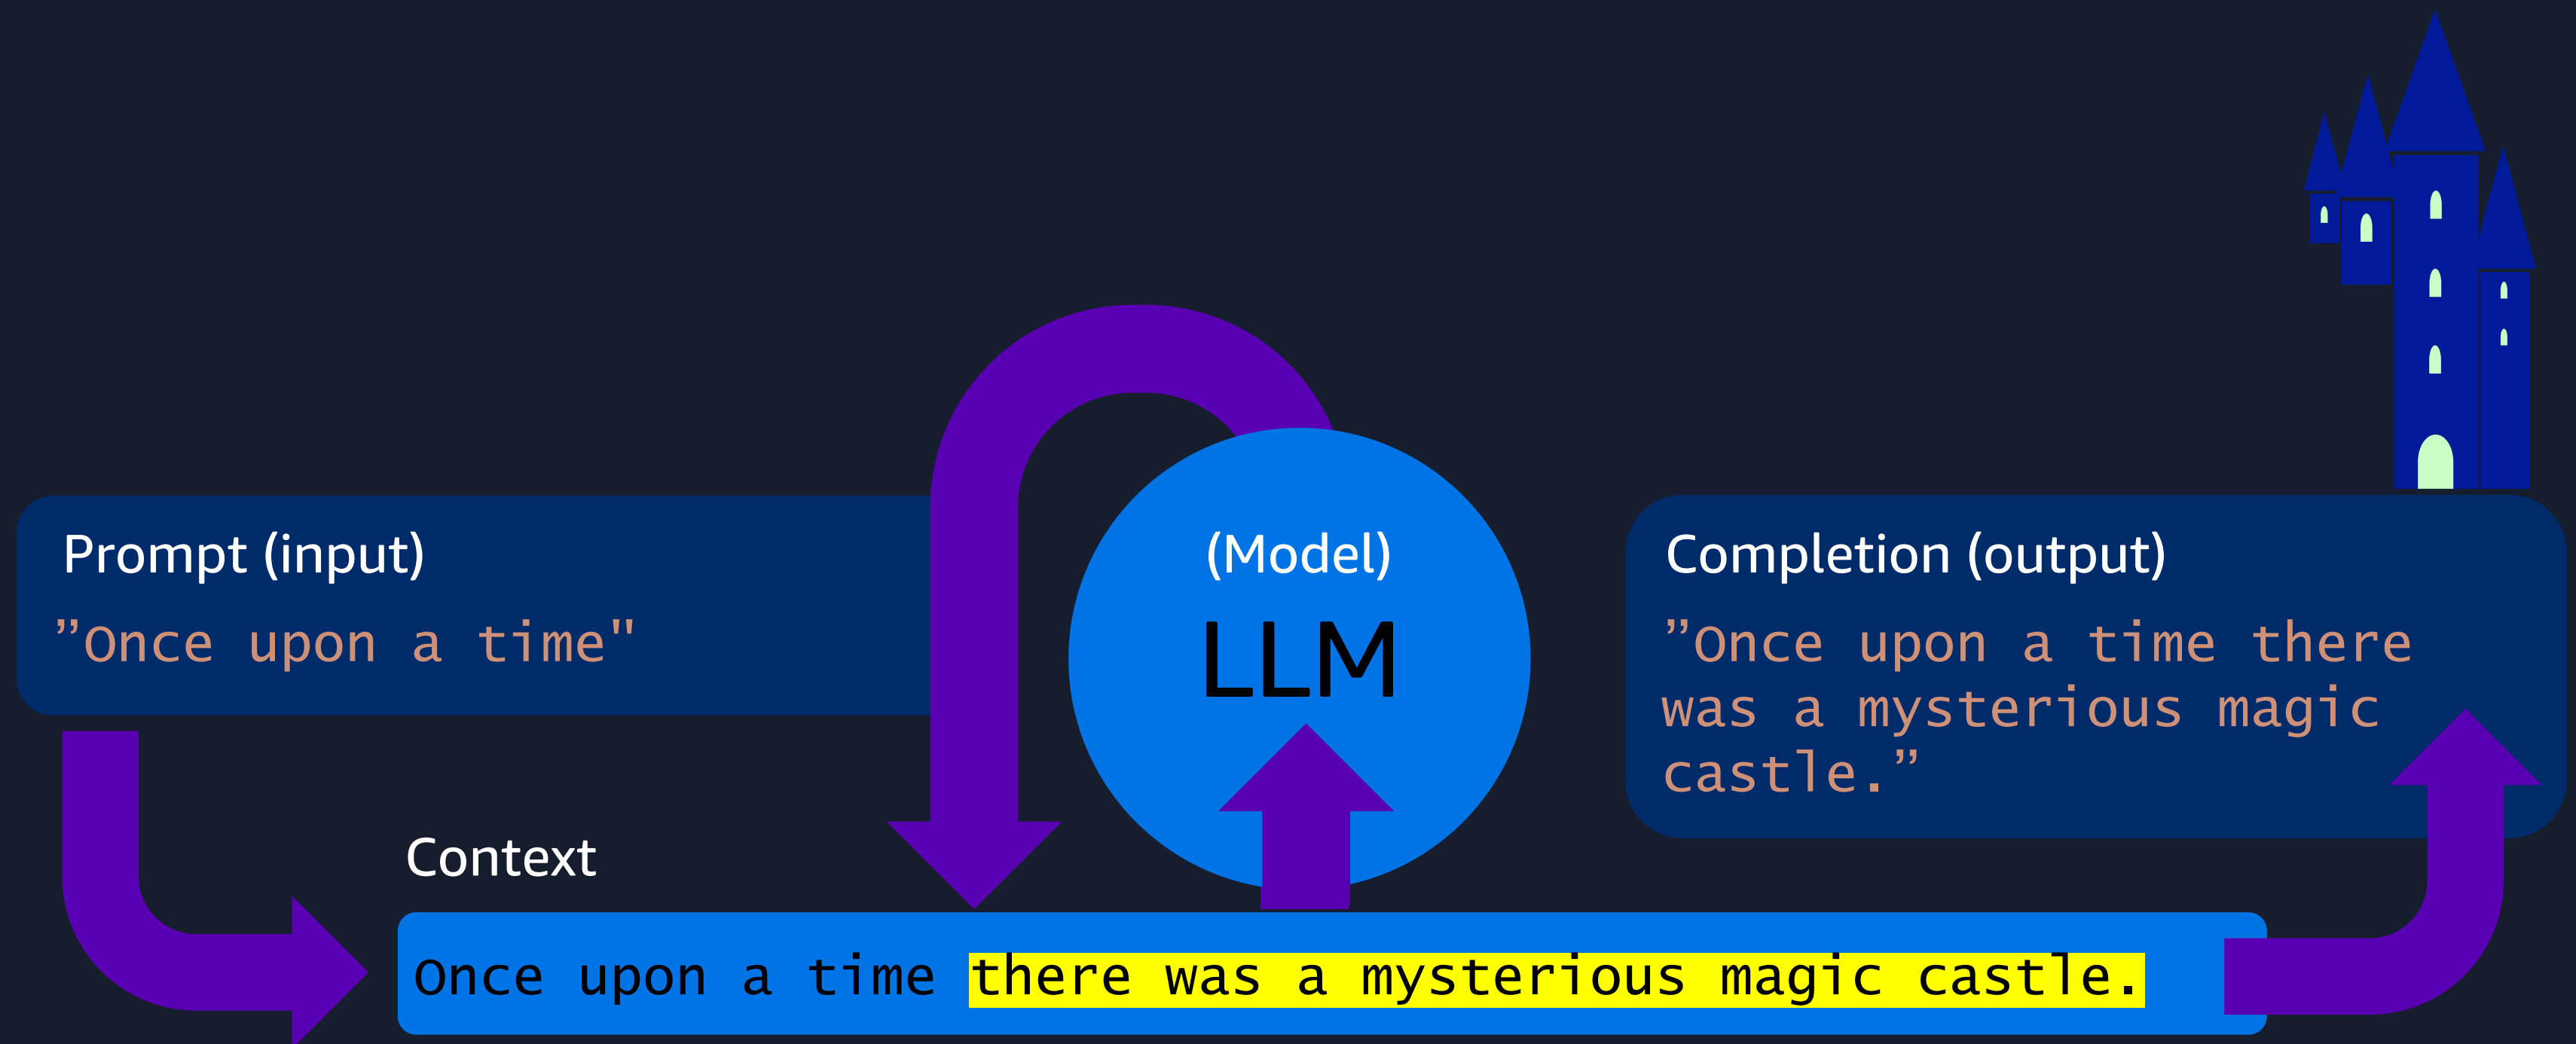 Prompt (input)
”Once upon a time"
(Model)
LLM
Completion (output)
”Once upon a time there
was a mysterious magic
castle.”
Context
Once upon a time there was a mysterious magic castle.